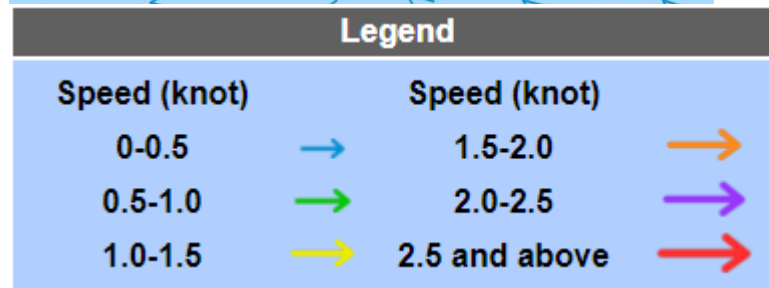 Legend
Speed (knot) Speed (knot)
0-0.5 1.5-2.0
0.5-1.0 2.0-2.5
1.0-1.5 2.5 and above